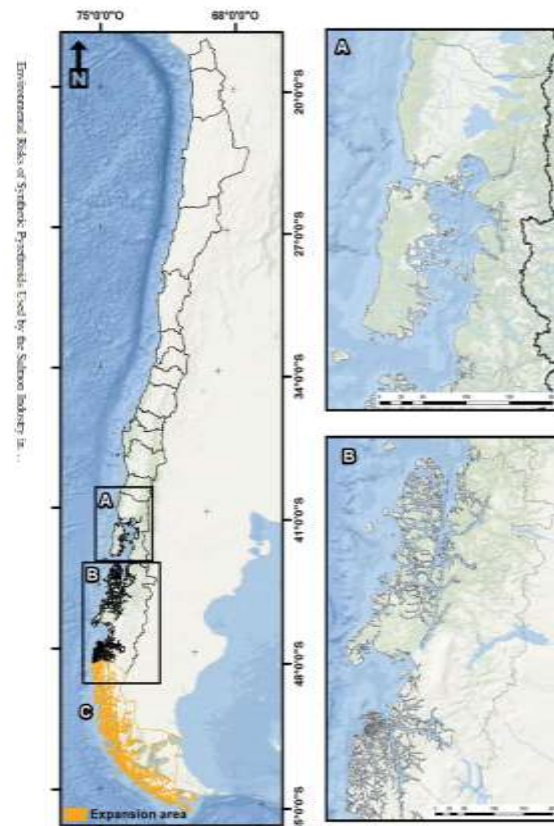 Environmental Risks of Synthetic Pyrethroids Used by the Salmon Industry in …
75°0'0"O
68°0'0"O
N
20°0'0"S
27°0'0"S
34°0'0"S
41°0'0"S
48°0'0"S
A
B
C
Expansion area
A
B